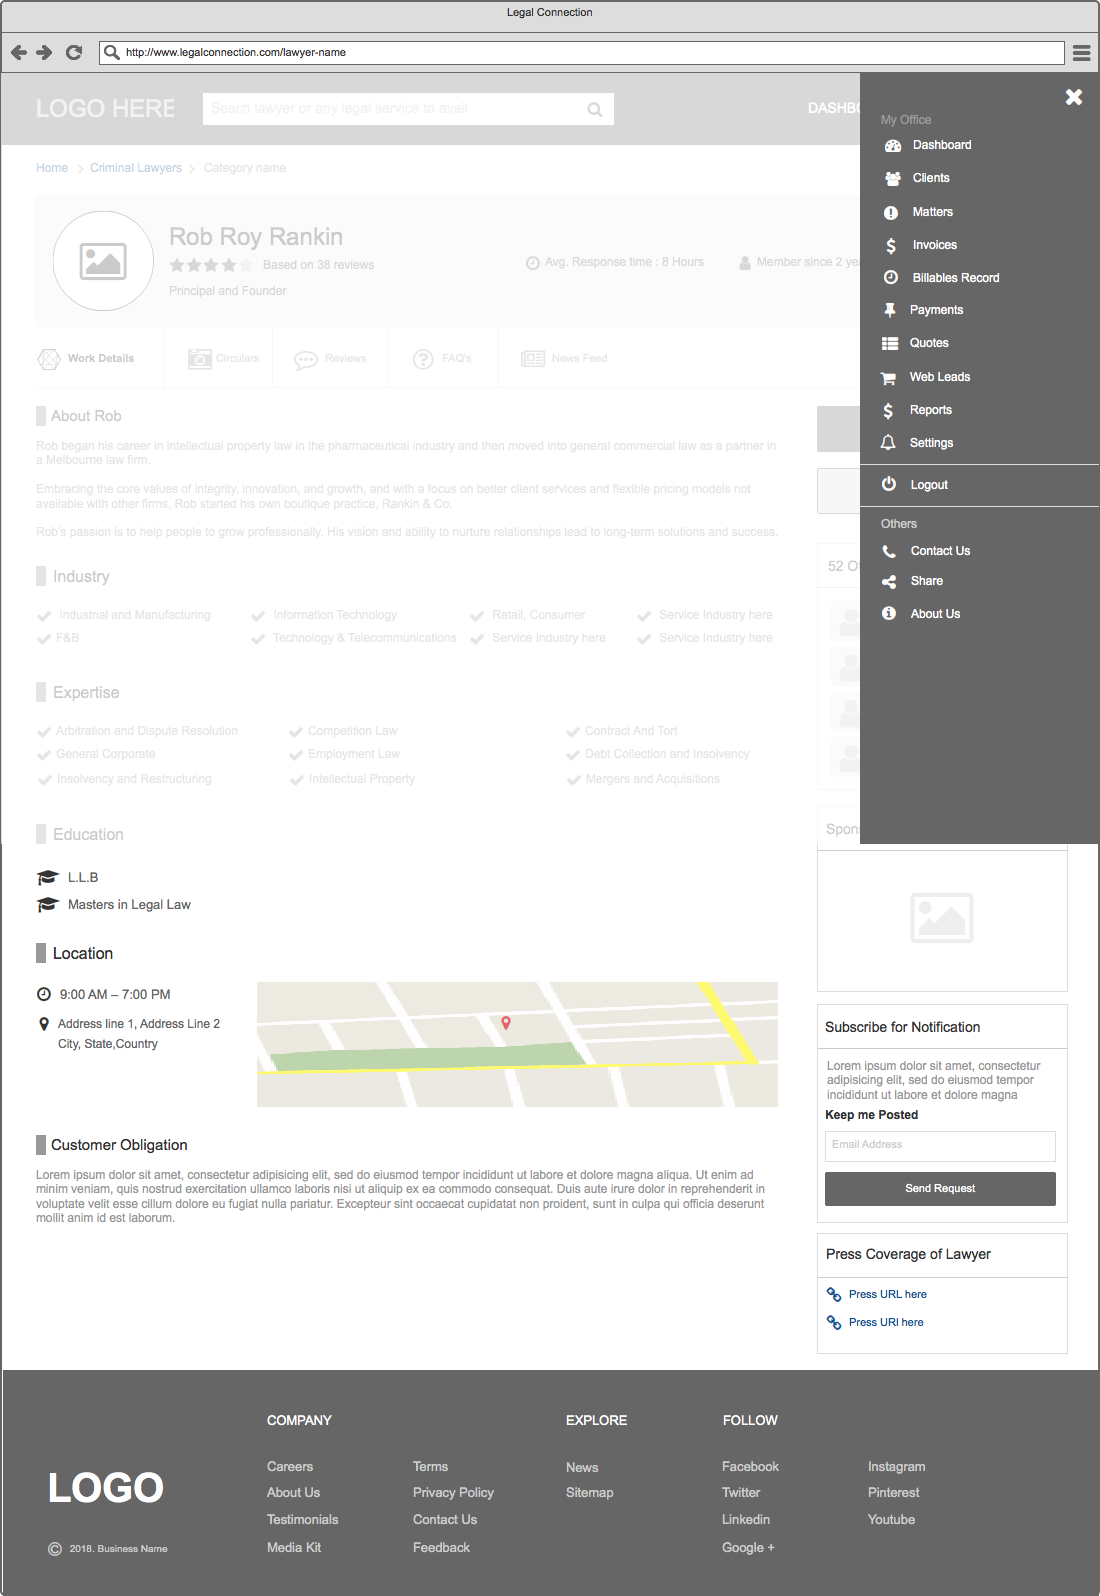 Legal Connection
http://www.legalconnection.com/lawyer-name
LOGO HERE
Seach lawyer or any legal service to avail
DASHBO
Home
Criminal Lawyers
Category name
Rob Roy Rankin
Based on 38 reviews
Principal and Founder
Avg. Response time : 8 Hours
Member since 2 yea
Work Details
Circulars
Reviews
FAQ's
News Feed
My Office
Dashboard
Clients
Matters
Invoices
Billables Record
Payments
Quotes
Web Leads
Reports
Settings
Logout
Others
Contact Us
Share
About Us
About Rob
Rob began his career in intellectual property law in the pharmaceutical industry and then moved into general commercial law as a partner in
a Melbourne law firm.
Embracing the core values of integrity, innovation, and growth, and with a focus on better client services and flexible pricing models not
available with other firms, Rob started his own boutique practice, Rankin & Co.
Rob's passion is to help people to grow professionally. His vision and ability to nurture relationships lead to long-term solutions and success.
Industry
Industrial and Manufacturing
Information Technology
Retail, Consumer
Service Industry here
F&B
Technology & Telecommunications
Service Industry here
Service Industry here
Expertise
Arbitration and Dispute Resolution
Competition Law
Contract And Tort
General Corporate
Employment Law
Debt Collection and Insolvency
Insolvency and Restructuring
Intellectual Property
Mergers and Acquisitions
Education
L.L.B
Masters in Legal Law
Location
9:00 AM – 7:00 PM
Address line 1, Address Line 2
City, State,Country
Customer Obligation
Lorem ipsum dolor sit amet, consectetur adipisicing elit, sed do eiusmod tempor incididunt ut labore et dolore magna aliqua. Ut enim ad
minim veniam, quis nostrud exercitation ullamco laboris nisi ut aliquip ex ea commodo consequat. Duis aute irure dolor in reprehenderit in
voluptate velit esse cillum dolore eu fugiat nulla pariatur. Excepteur sint occaecat cupidatat non proident, sunt in culpa qui officia deserunt
mollit anim id est laborum.
52 O
Spon
Subscribe for Notification
Lorem ipsum dolor sit amet, consectetur
adipisicing elit, sed do eiusmod tempor
incididunt ut labore et dolore magna
Keep me Posted
Email Address
Send Request
Press Coverage of Lawyer
Press URL here
Press URl here
LOGO
© 2018. Business Name
COMPANY
Careers
About Us
Testimonials
Media Kit
Terms
Privacy Policy
Contact Us
Feedback
EXPLORE
News
Sitemap
FOLLOW
Facebook
Twitter
Linkedin
Google +
Instagram
Pinterest
Youtube